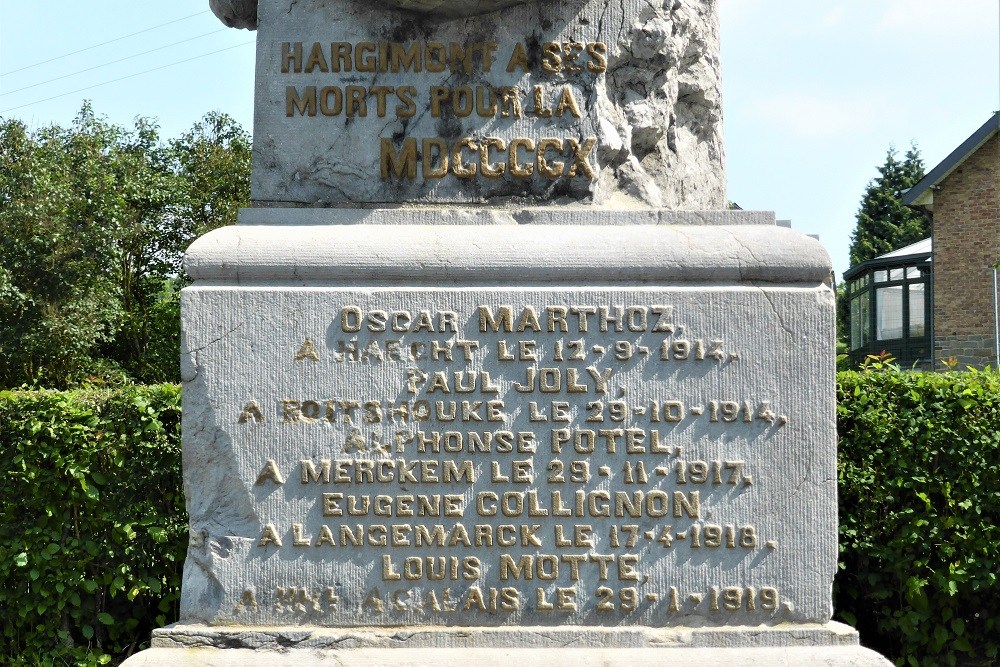 HARGIMONT A SES
MORTS POUR LA
MDCCCCX
OSCAR MARTHOZ,
A HAECHT LE 12-9-1914.
PAUL JOLY,
A ROITSHOUKE LE 29-10-1914,
ALPHONSE POTEL,
A MERCKEM LE 29-11-1917.
EUGENE COLLIGNON,
A LANGEMARCK LE 17-4-1918.
LOUIS MOTTE,
A CALAIS LE 29-1-1919.